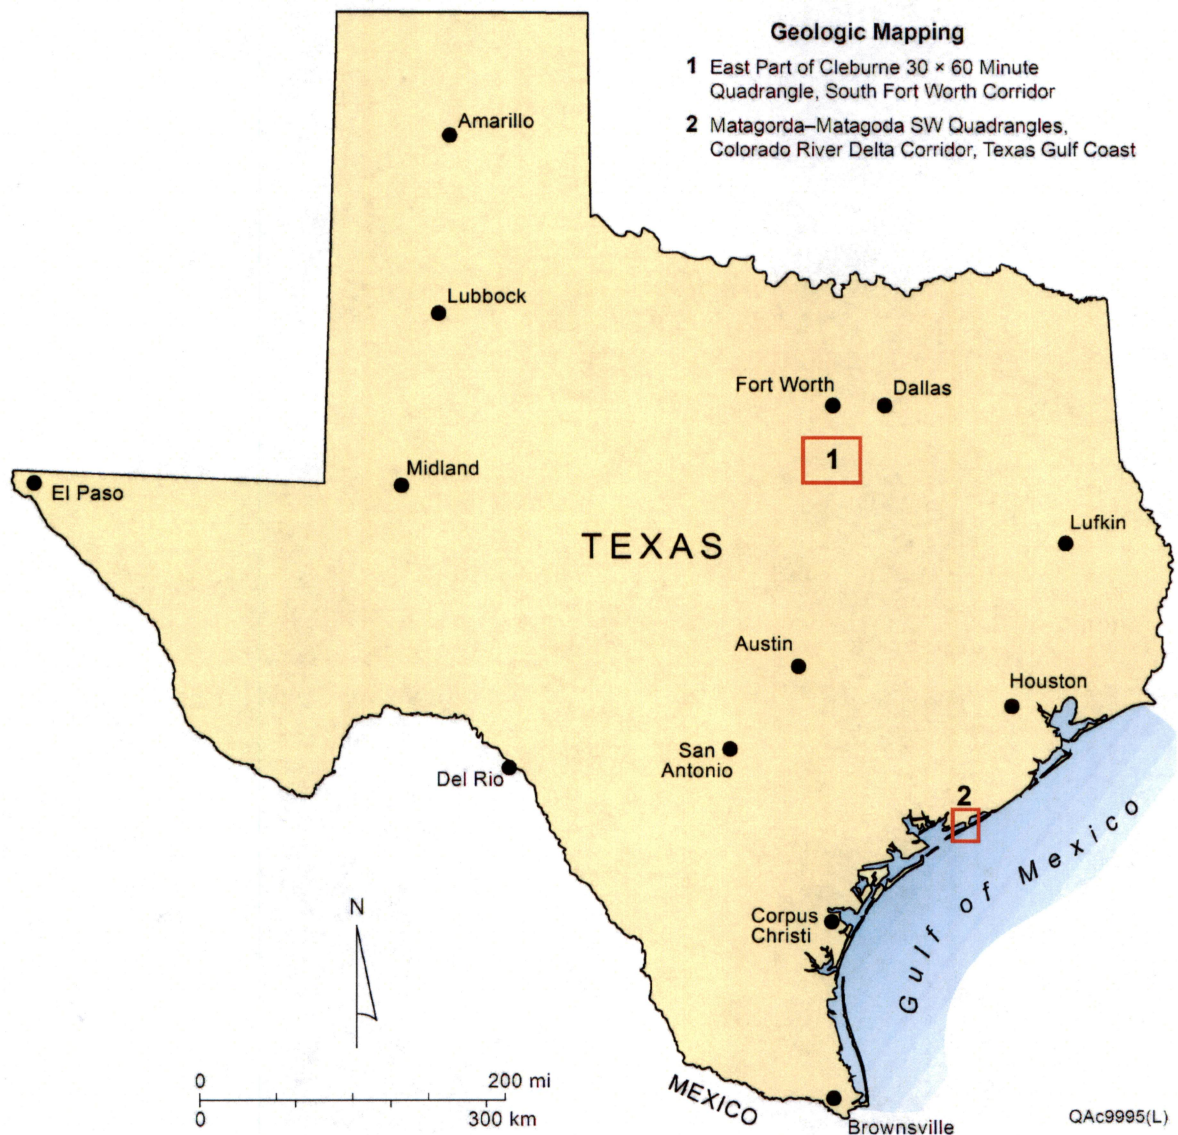 Geologic Mapping
1 East Part of Cleburne 30 × 60 Minute
Quadrangle, South Fort Worth Corridor
2 Matagorda–Matagoda SW Quadrangles,
Colorado River Delta Corridor, Texas Gulf Coast
Amarillo
Lubbock
Fort Worth
Dallas
1
Midland
El Paso
Lufkin
TEXAS
Austin
Houston
San
Antonio
Del Rio
2
Gulf of Mexico
N
Corpus
Christi
0 200 mi
0 300 km
MEXICO
Brownsville
QAc9995(L)